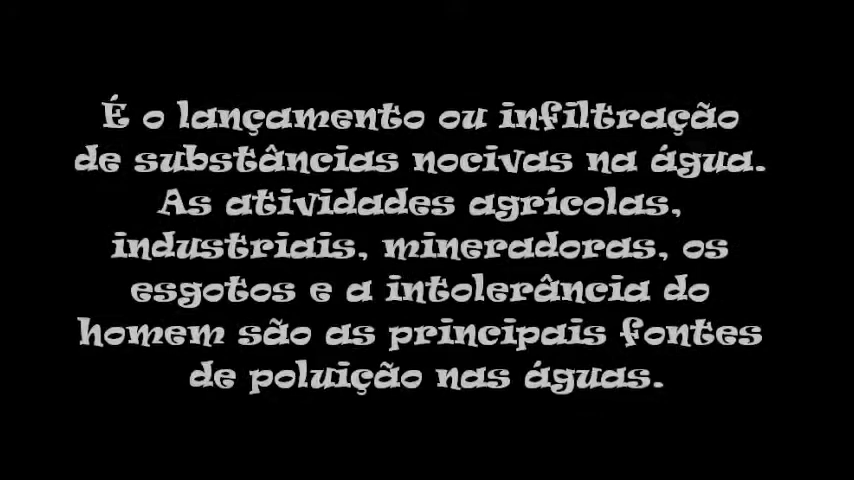 É o lançamento ou infiltração
de substâncias nocivas na água.
As atividades agrícolas,
industriais, mineradoras, os
esgotos e a intolerância do
homem são as principais fontes
de poluição nas águas.